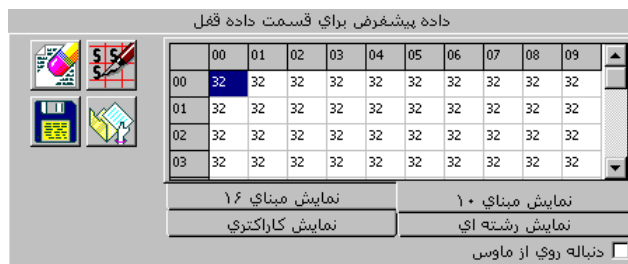 داده پيشفرض براي قسمت داده قفل
00 01 02 03 04 05 06 07 08 09
00 32 32 32 32 32 32 32 32 32 32
01 32 32 32 32 32 32 32 32 32 32
02 32 32 32 32 32 32 32 32 32 32
03 32 32 32 32 32 32 32 32 32 32
نمايش مبناي ۱۰ نمايش مبناي ۱۶
نمايش رشته اي نمايش کاراکتري
دنباله روي از ماوس